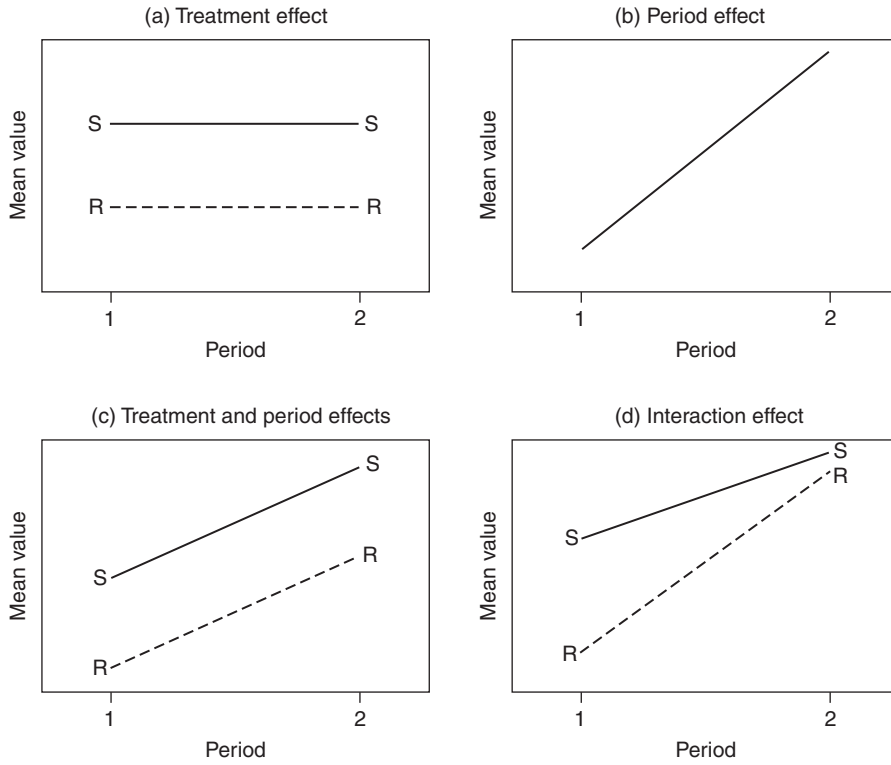 (a) Treatment effect
Mean value
S S
R R
1 2
Period
(b) Period effect
Mean value
1 2
Period
(c) Treatment and period effects
Mean value
S
S
R
R
1 2
Period
(d) Interaction effect
Mean value
S
R
S
R
1 2
Period